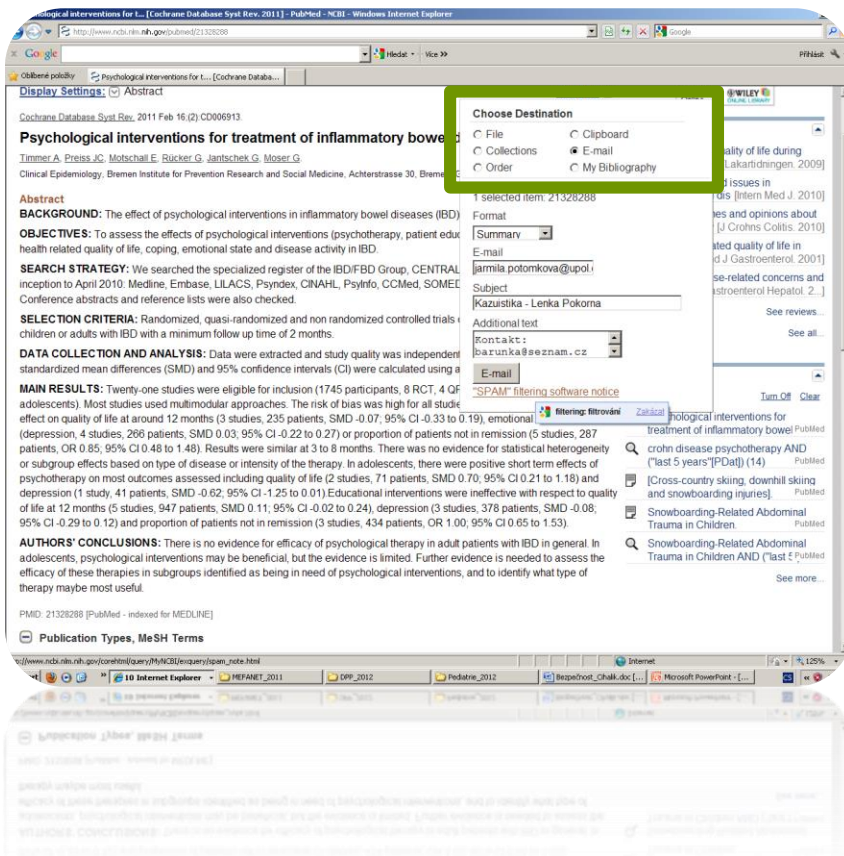 ...hological interventions for t... [Cochrane Database Syst Rev. 2011] - PubMed - NCBI - Windows Internet Explorer
http://www.ncbi.nlm.nih.gov/pubmed/21328288
Google
Google
Hledat
Více >>
Přihlásit
Oblíbené položky
Psychological interventions for t... [Cochrane Databa...
Display Settings: Abstract
WILEY
ONLINE LIBRARY
Cochrane Database Syst Rev. 2011 Feb 16;(2):CD006913.
Psychological interventions for treatment of inflammatory bowel d
Timmer A, Preiss JC, Motschall E, Rücker G, Jantschek G, Moser G.
Clinical Epidemiology, Bremen Institute for Prevention Research and Social Medicine, Achterstrasse 30, Breme
Abstract
BACKGROUND: The effect of psychological interventions in inflammatory bowel diseases (IBD)
OBJECTIVES: To assess the effects of psychological interventions (psychotherapy, patient educ
health related quality of life, coping, emotional state and disease activity in IBD.
SEARCH STRATEGY: We searched the specialized register of the IBD/FBD Group, CENTRAL
inception to April 2010: Medline, Embase, LILACS, Psyndex, CINAHL, PsyInfo, CCMed, SOMED
Conference abstracts and reference lists were also checked.
SELECTION CRITERIA: Randomized, quasi-randomized and non randomized controlled trials
children or adults with IBD with a minimum follow up time of 2 months.
DATA COLLECTION AND ANALYSIS: Data were extracted and study quality was independent
standardized mean differences (SMD) and 95% confidence intervals (CI) were calculated using a
MAIN RESULTS: Twenty-one studies were eligible for inclusion (1745 participants, 8 RCT, 4 QR
adolescents). Most studies used multimodular approaches. The risk of bias was high for all studie
effect on quality of life at around 12 months (3 studies, 235 patients, SMD -0.07; 95% CI -0.33 to 0.19), emotional
(depression, 4 studies, 266 patients, SMD 0.03; 95% CI -0.22 to 0.27) or proportion of patients not in remission (5 studies, 287
patients, OR 0.85; 95% CI 0.48 to 1.48). Results were similar at 3 to 8 months. There was no evidence for statistical heterogeneity
or subgroup effects based on type of disease or intensity of the therapy. In adolescents, there were positive short term effects of
psychotherapy on most outcomes assessed including quality of life (2 studies, 71 patients, SMD 0.70; 95% CI 0.21 to 1.18) and
depression (1 study, 41 patients, SMD -0.62; 95% CI -1.25 to 0.01).Educational interventions were ineffective with respect to quality
of life at 12 months (5 studies, 947 patients, SMD 0.11; 95% CI -0.02 to 0.24), depression (3 studies, 378 patients, SMD -0.08;
95% CI -0.29 to 0.12) and proportion of patients not in remission (3 studies, 434 patients, OR 1.00; 95% CI 0.65 to 1.53).
AUTHORS' CONCLUSIONS: There is no evidence for efficacy of psychological therapy in adult patients with IBD in general. In
adolescents, psychological interventions may be beneficial, but the evidence is limited. Further evidence is needed to assess the
efficacy of these therapies in subgroups identified as being in need of psychological interventions, and to identify what type of
therapy maybe most useful.
PMID: 21328288 [PubMed - indexed for MEDLINE]
Publication Types, MeSH Terms
Choose Destination
File
Clipboard
Collections
E-mail
Order
My Bibliography
1 selected item: 21328288
Format
Summary
E-mail
jarmila.potomkova@upol.
Subject
Kazuistika - Lenka Pokorna
Additional text
Kontakt:
barunka@seznam.cz
E-mail
"SPAM" filtering software notice
filtering: filtrování Zakázat
ality of life during
[Lakartidningen. 2009]
d issues in
dis [Intern Med J. 2010]
es and opinions about
[J Crohns Colitis. 2010]
ated quality of life in
d J Gastroenterol. 2001]
se-related concerns and
astroenterol Hepatol. 2...]
See reviews...
See all...
Turn Off Clear
hological interventions for
treatment of inflammatory bowel PubMed
crohn disease psychotherapy AND
("last 5 years"[PDat]) (14) PubMed
[Cross-country skiing, downhill skiing
and snowboarding injuries]. PubMed
Snowboarding-Related Abdominal
Trauma in Children. PubMed
Snowboarding-Related Abdominal
Trauma in Children AND ("last 5 PubMed
See more...
p://www.ncbi.nlm.nih.gov/corehtml/query/MyNCBI/exquery/spam_note.html
Internet
125%
10 Internet Explorer
MEFANET_2011
DPP_2012
Pediatrie_2012
Bezpečnost_Cihalik.doc [...
Microsoft PowerPoint - [...
CS